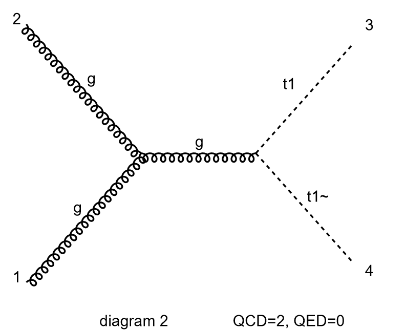 2
3
g
t1
g
g
t1~
1
4
diagram 2
QCD=2, QED=0